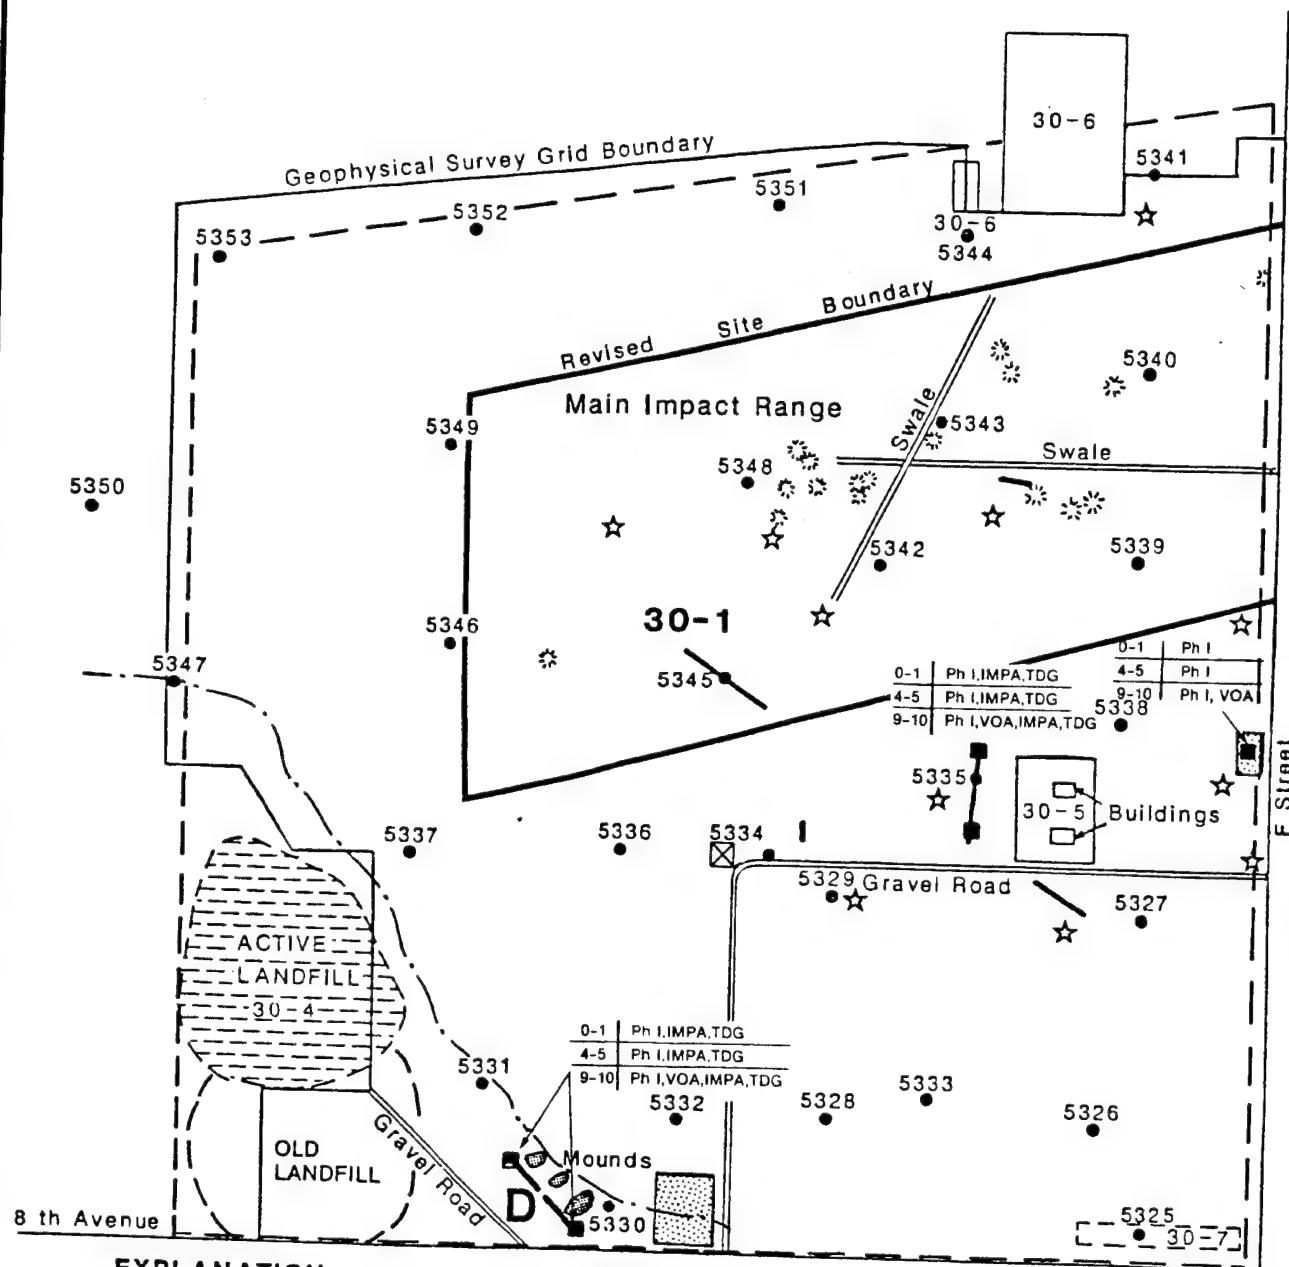 30-6
5341
Geophysical Survey Grid Boundary
5351
5352
5353
30-6
5344
Revised Site Boundary
5340
Main Impact Range
5349
Swale
5343
Swale
5348
5350
5342
5339
30-1
5346
5347
5345
0-1 Ph I
4-5 Ph I
9-10 Ph I, VOA
0-1 Ph I,IMPA,TDG
4-5 Ph I,IMPA,TDG
9-10 Ph I,VOA,IMPA,TDG
5338
5335
F Street
30-5
Buildings
5337
5336
5334
I
5329
Gravel Road
5327
ACTIVE
LANDFILL
30-4
0-1 Ph I,IMPA,TDG
4-5 Ph I,IMPA,TDG
9-10 Ph I,VOA,IMPA,TDG
5331
5332
5328
5333
5326
Gravel Road
OLD
LANDFILL
Mounds
D
5330
8 th Avenue
5325
30-7
EXPLANATION